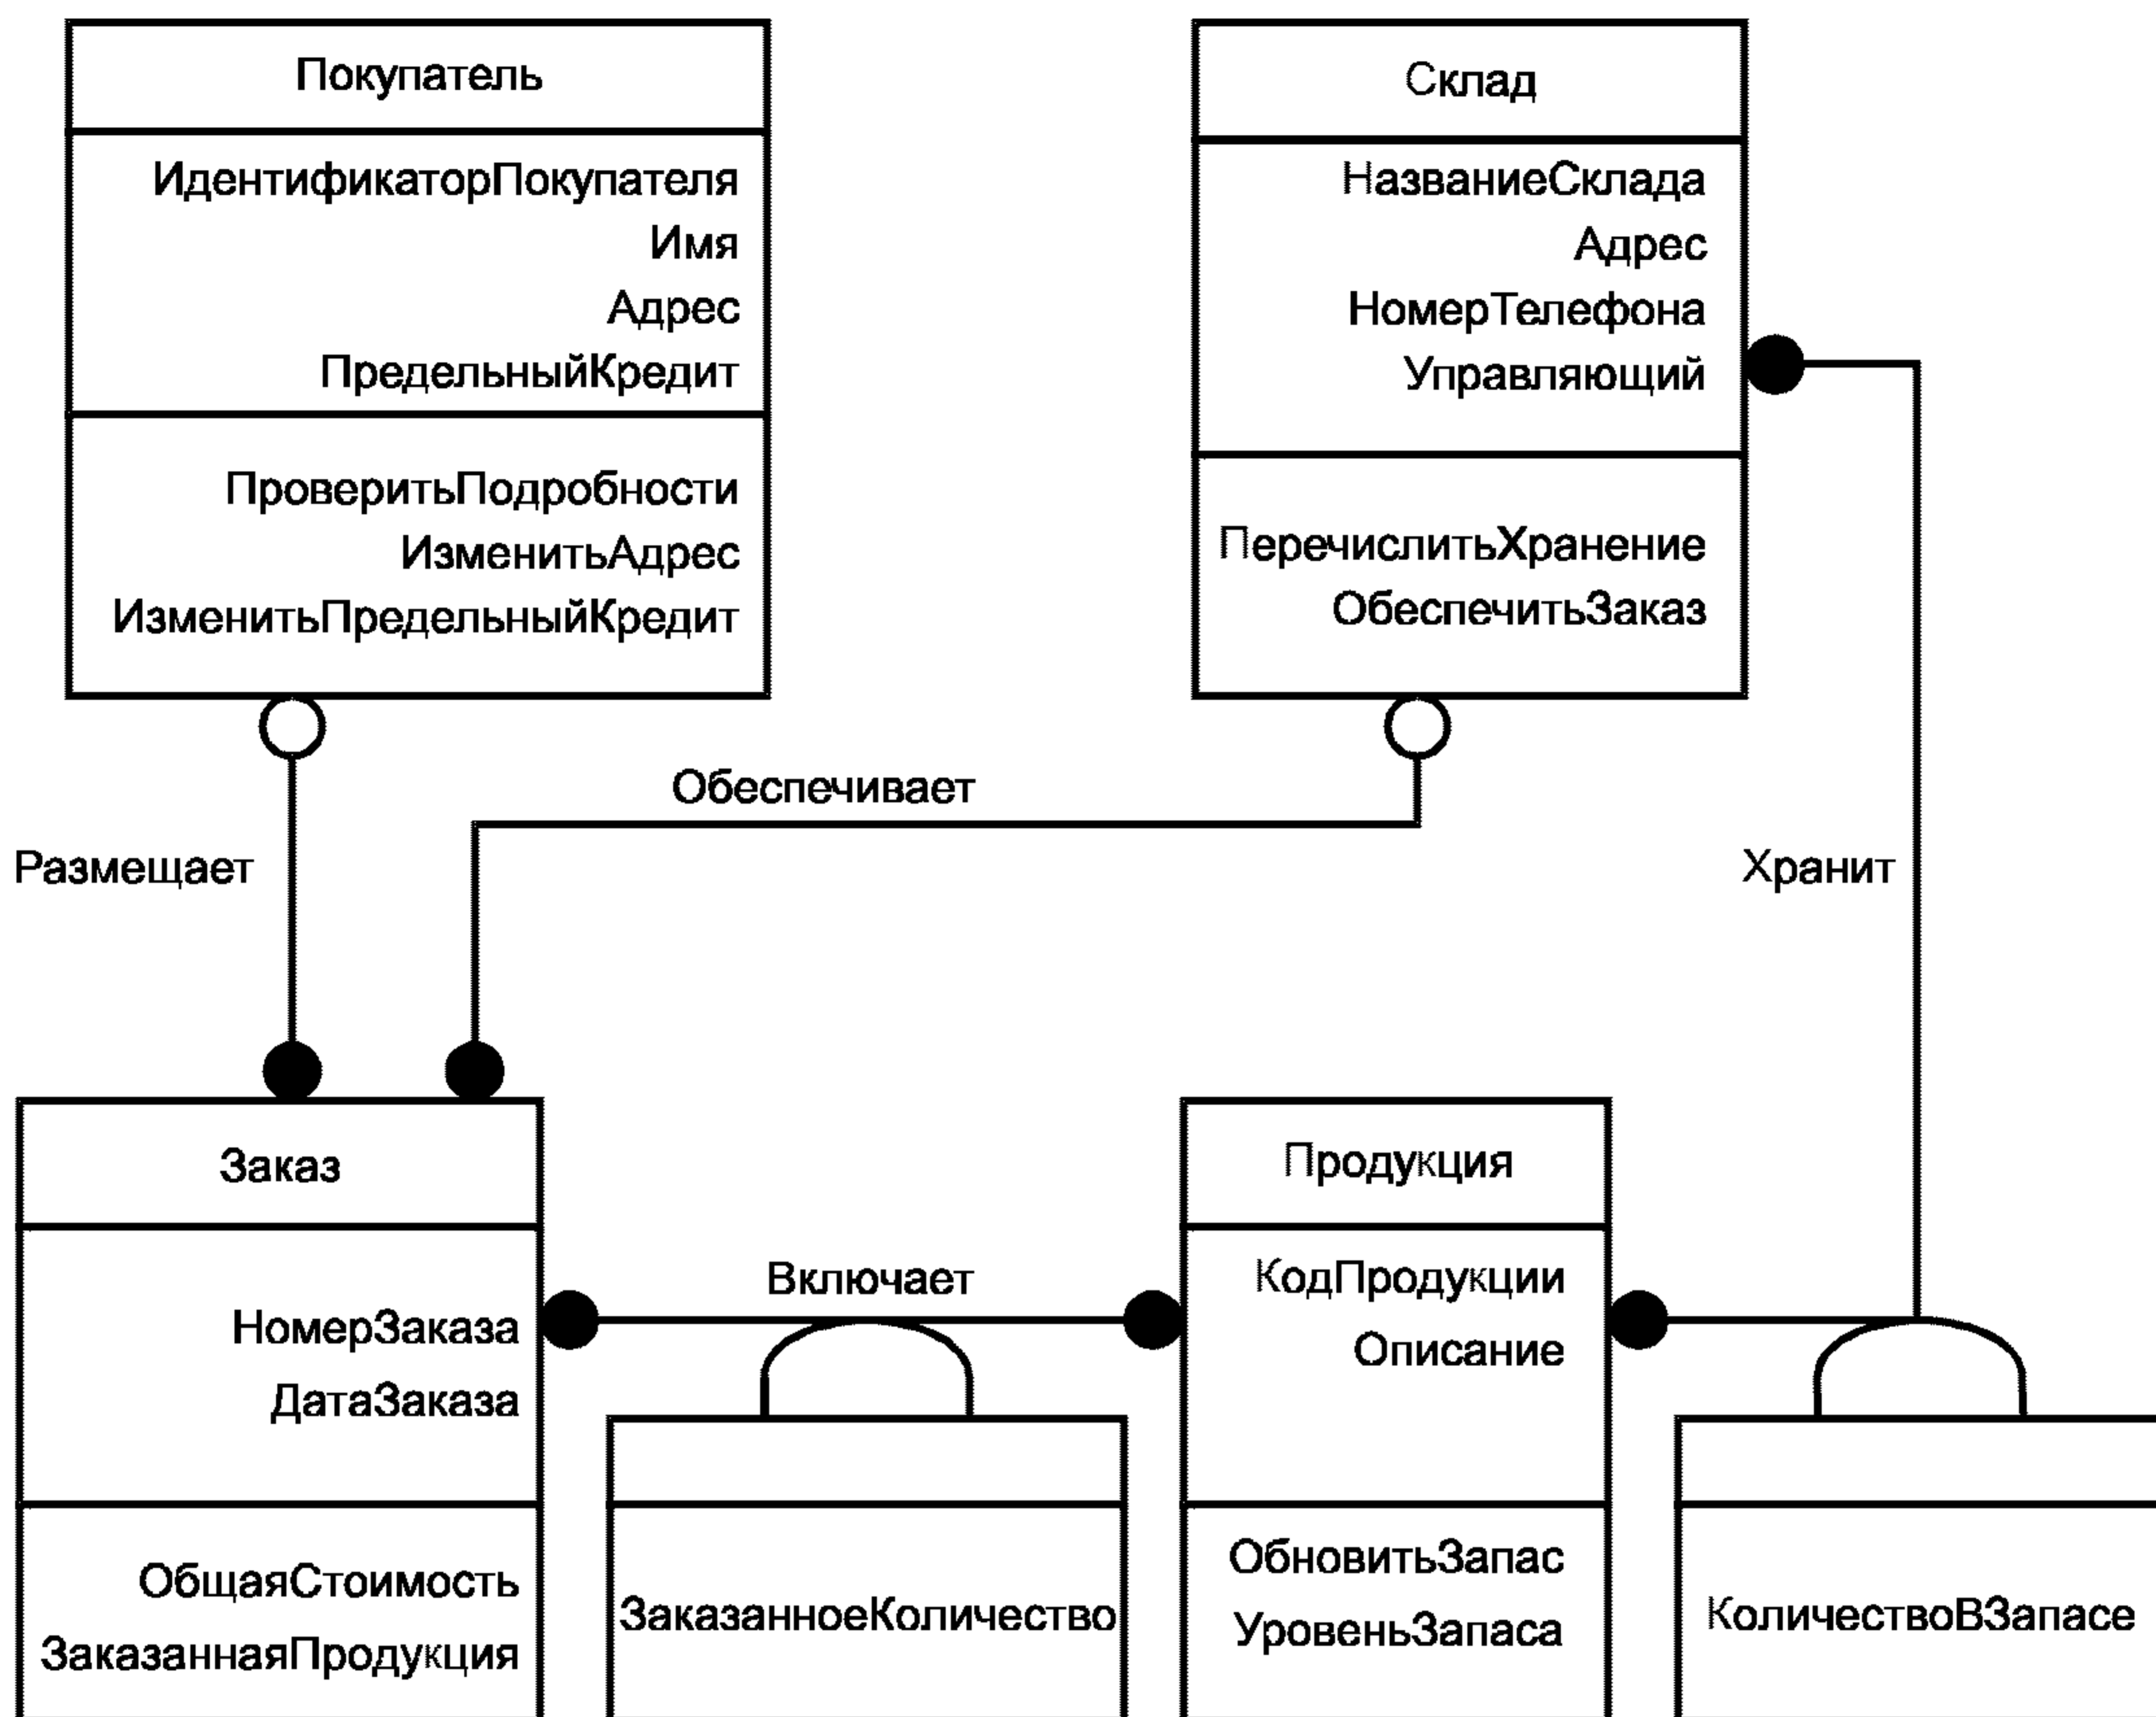 Покупатель
ИдентификаторПокупателя
Имя
Адрес
ПредельныйКредит
ПроверитьПодробности
ИзменитьАдрес
ИзменитьПредельныйКредит
Склад
НазваниеСклада
Адрес
НомерТелефона
Управляющий
ПеречислитьХранение
ОбеспечитьЗаказ
Обеспечивает
Размещает
Хранит
Заказ
НомерЗаказа
ДатаЗаказа
ОбщаяСтоимость
ЗаказаннаяПродукция
Включает
ЗаказанноеКоличество
Продукция
КодПродукции
Описание
ОбновитьЗапас
УровеньЗапаса
КоличествоВЗапасе